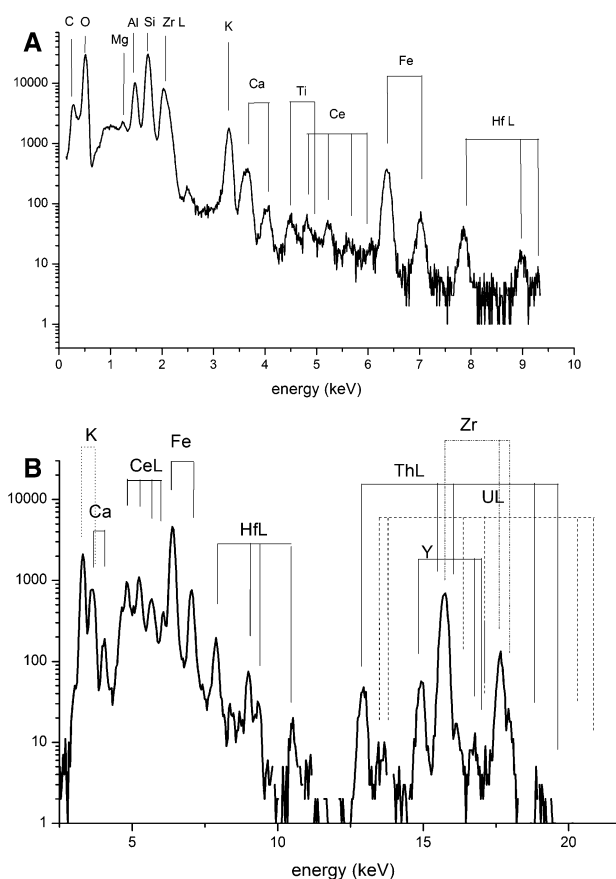 A
C O Mg Al Si Zr L K Ca Ti Ce Fe Hf L
10000
1000
100
10
1
0 1 2 3 4 5 6 7 8 9 10
energy (keV)
B
K Ca CeL Fe HfL ThL Zr UL Y
10000
1000
100
10
1
5 10 15 20
energy (keV)